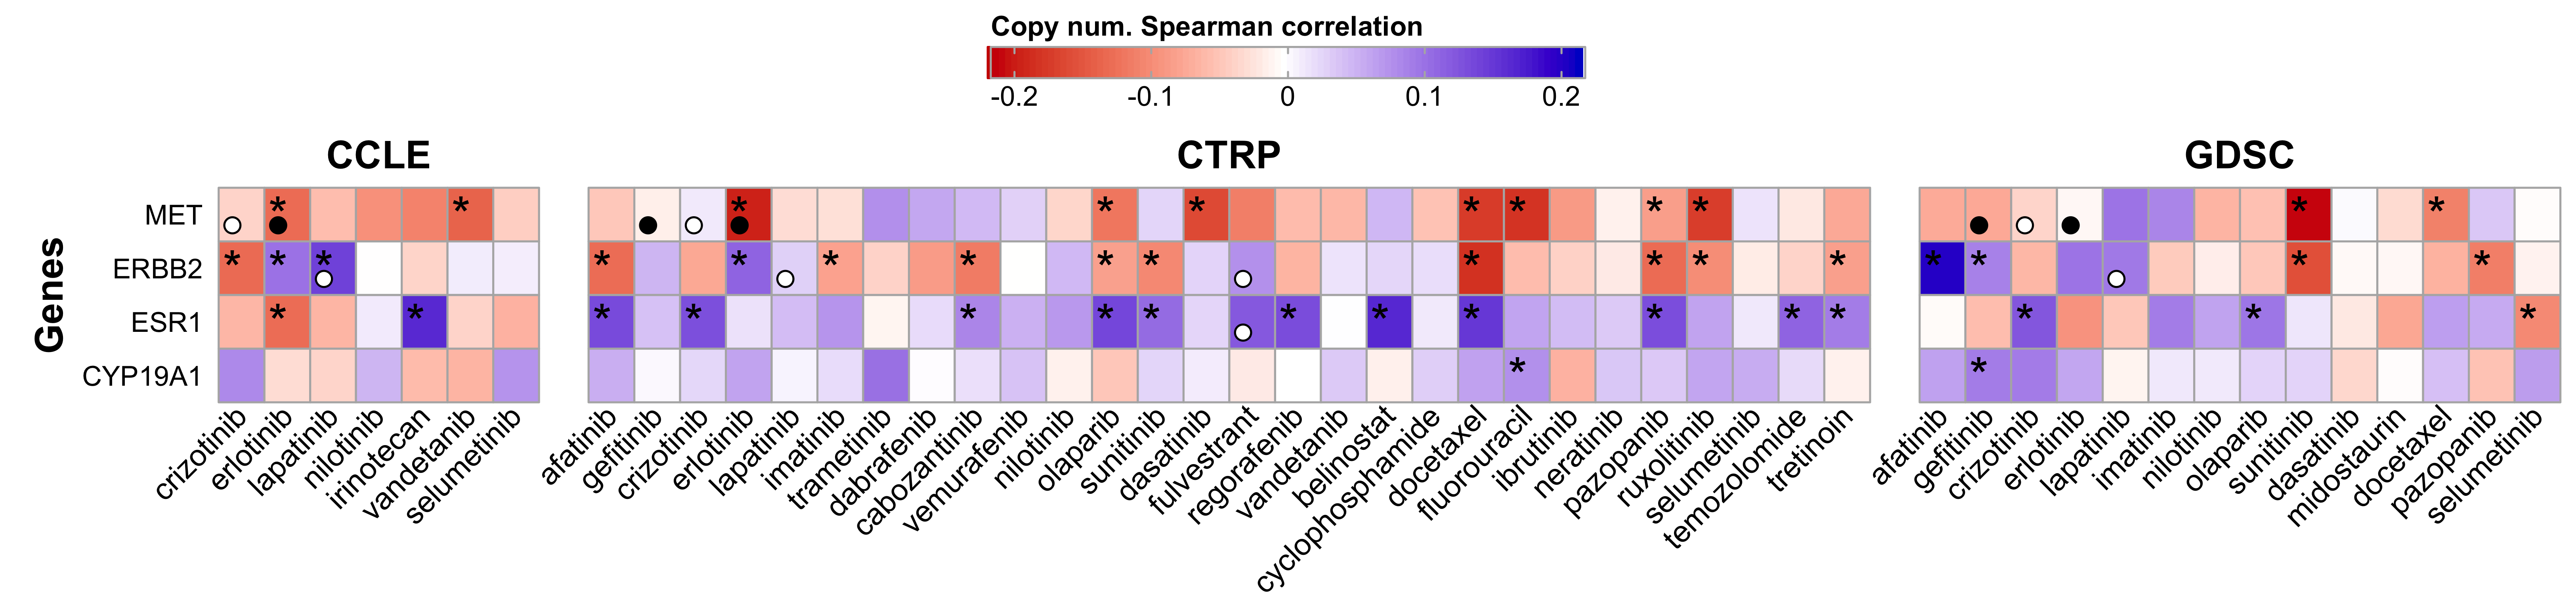 Copy num. Spearman correlation
-0.2 -0.1 0 0.1 0.2
CCLE CTRP GDSC
Genes
MET
ERBB2
ESR1
CYP19A1
crizotinib erlotinib lapatinib nilotinib irinotecan vandetanib selumetinib
afatinib gefitinib crizotinib erlotinib lapatinib imatinib trametinib dabrafenib cabozantinib vemurafenib nilotinib olaparib sunitinib dasatinib fulvestrant regorafenib vandetanib belinostat cyclophosphamide docetaxel fluorouracil ibrutinib neratinib pazopanib ruxolitinib selumetinib temozolomide tretinoin
afatinib gefitinib crizotinib erlotinib lapatinib imatinib nilotinib olaparib sunitinib dasatinib midostaurin docetaxel pazopanib selumetinib